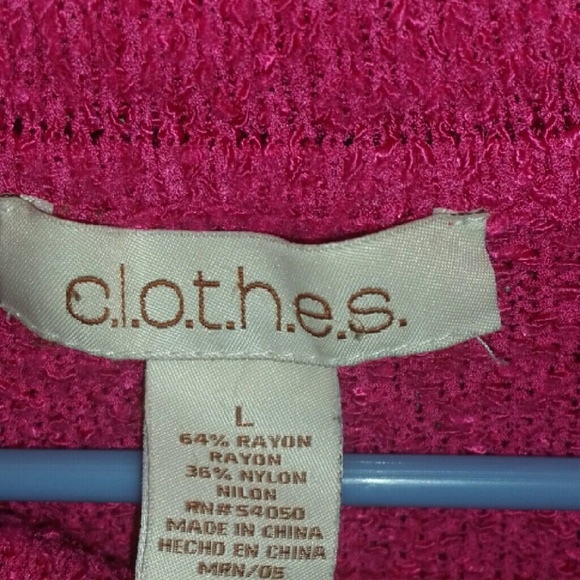 c.l.o.t.h.e.s.
L
64% RAYON
RAYON
36% NYLON
NILON
RN# 54050
MADE IN CHINA
HECHO EN CHINA
MRN/05